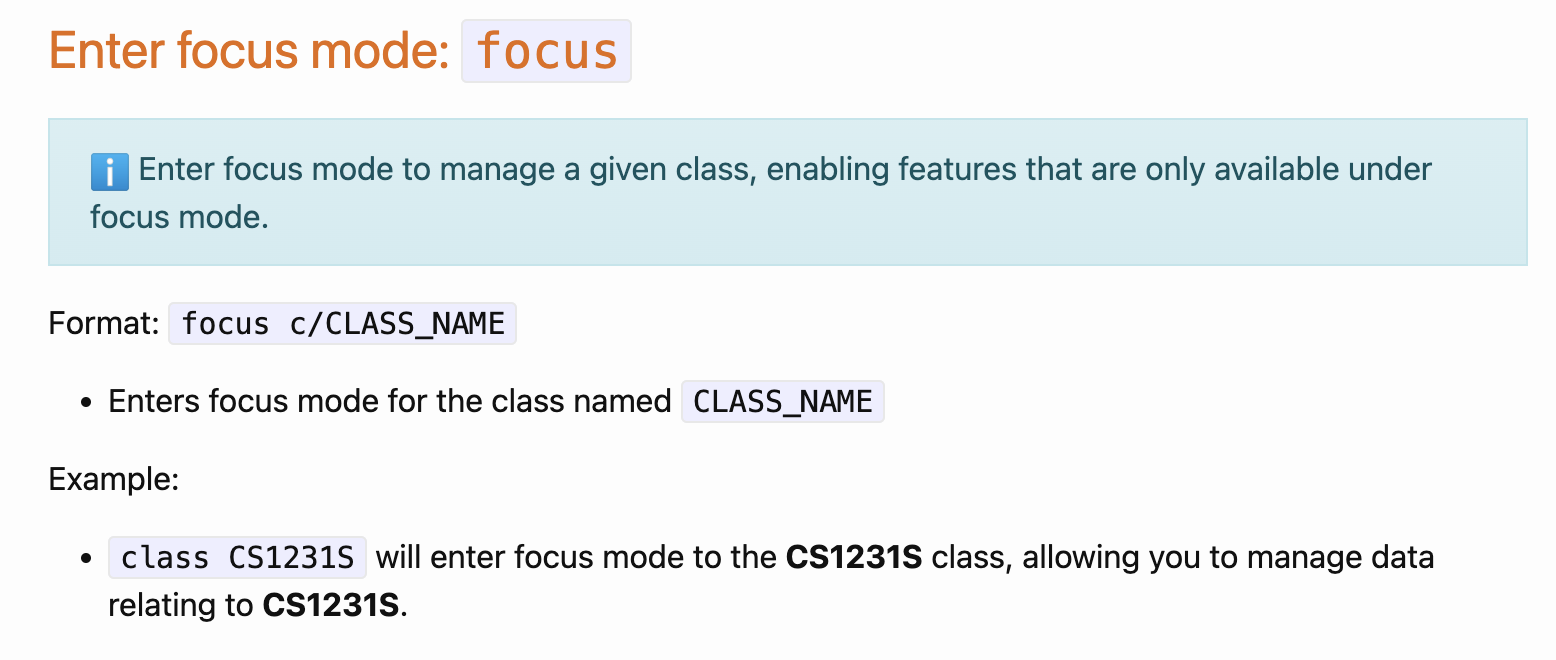 Enter focus mode: focus
ℹ️ Enter focus mode to manage a given class, enabling features that are only available under
focus mode.
Format: focus c/CLASS_NAME
• Enters focus mode for the class named CLASS_NAME
Example:
• class CS1231S will enter focus mode to the CS1231S class, allowing you to manage data
relating to CS1231S.